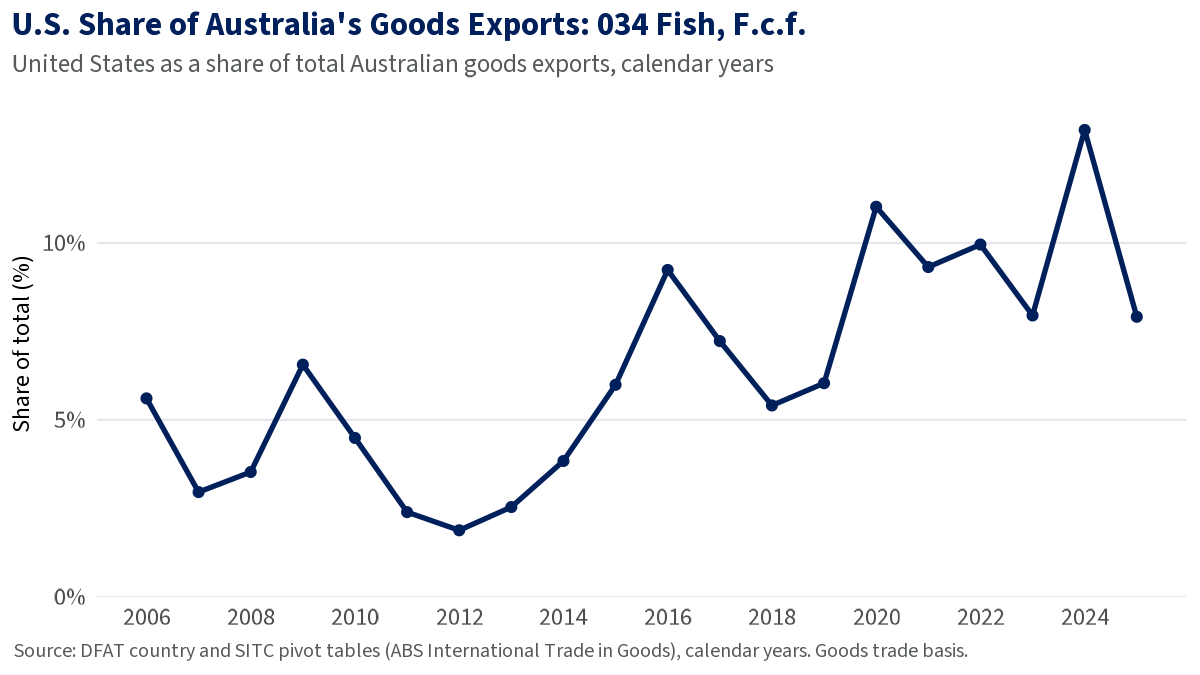 U.S. Share of Australia's Goods Exports: 034 Fish, F.c.f.
United States as a share of total Australian goods exports, calendar years
Share of total (%)
10%
5%
0%
2006 2008 2010 2012 2014 2016 2018 2020 2022 2024
Source: DFAT country and SITC pivot tables (ABS International Trade in Goods), calendar years. Goods trade basis.